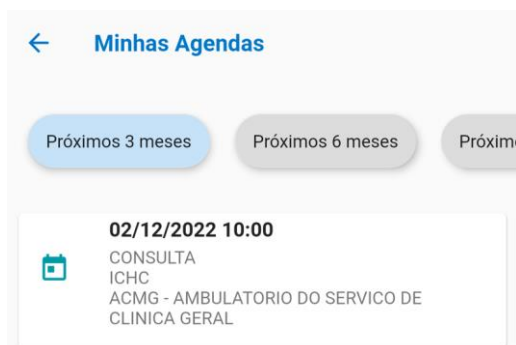 Minhas Agendas
Próximos 3 meses
Próximos 6 meses
Próxim
02/12/2022 10:00
CONSULTA
ICHC
ACMG - AMBULATORIO DO SERVICO DE
CLINICA GERAL